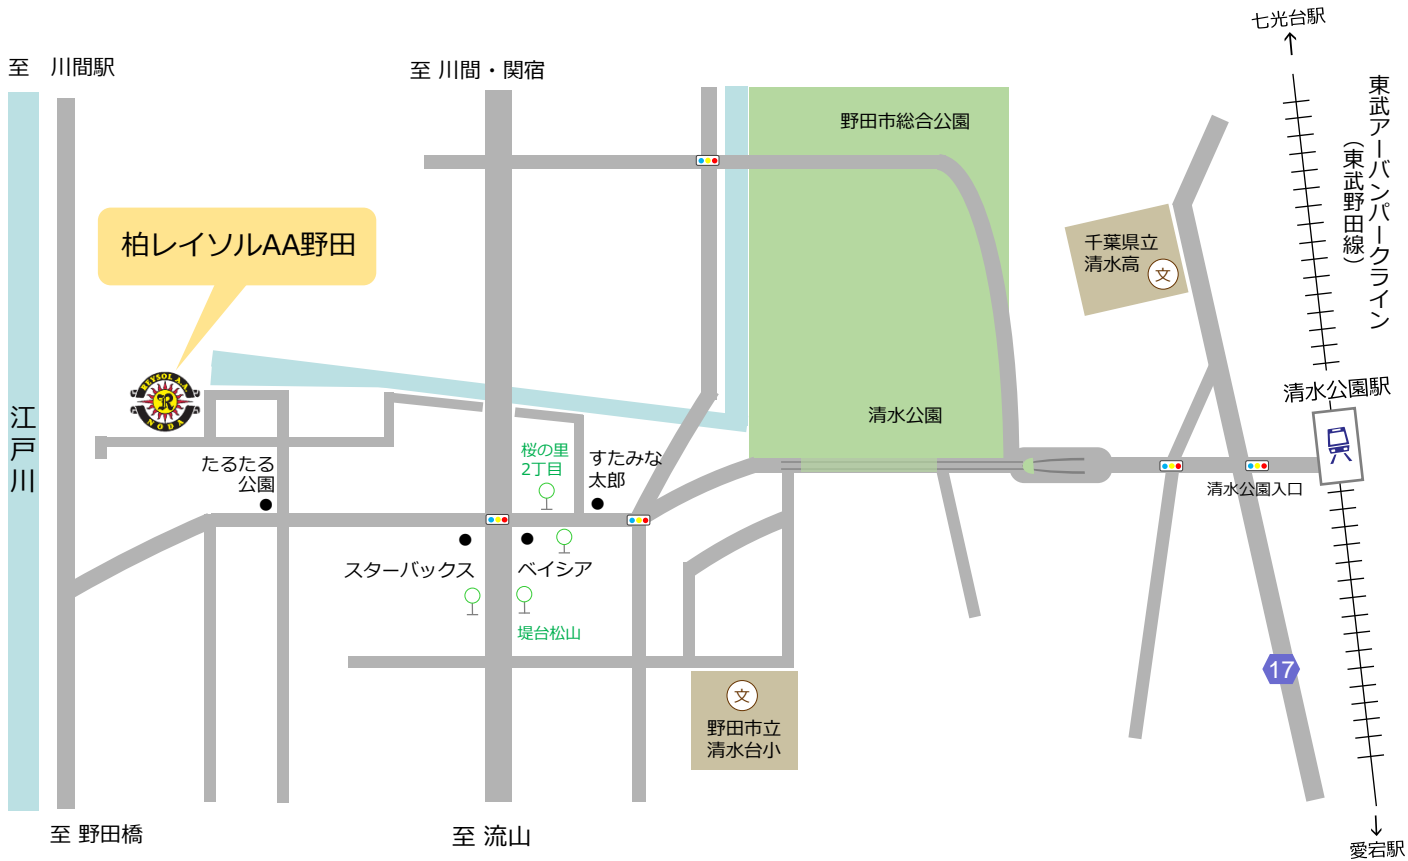 七光台駅
至　川間駅
至 川間・関宿
東武アーバンパークライン
（東武野田線）
野田市総合公園
柏レイソルAA野田
千葉県立
清水高
文
REYSOL A.A.
R
NODA
清水公園駅
江戸川
清水公園
桜の里
2丁目
すたみな
太郎
たるたる
公園
清水公園入口
スターバックス
ベイシア
堤台松山
17
文
野田市立
清水台小
至 野田橋
至 流山
愛宕駅